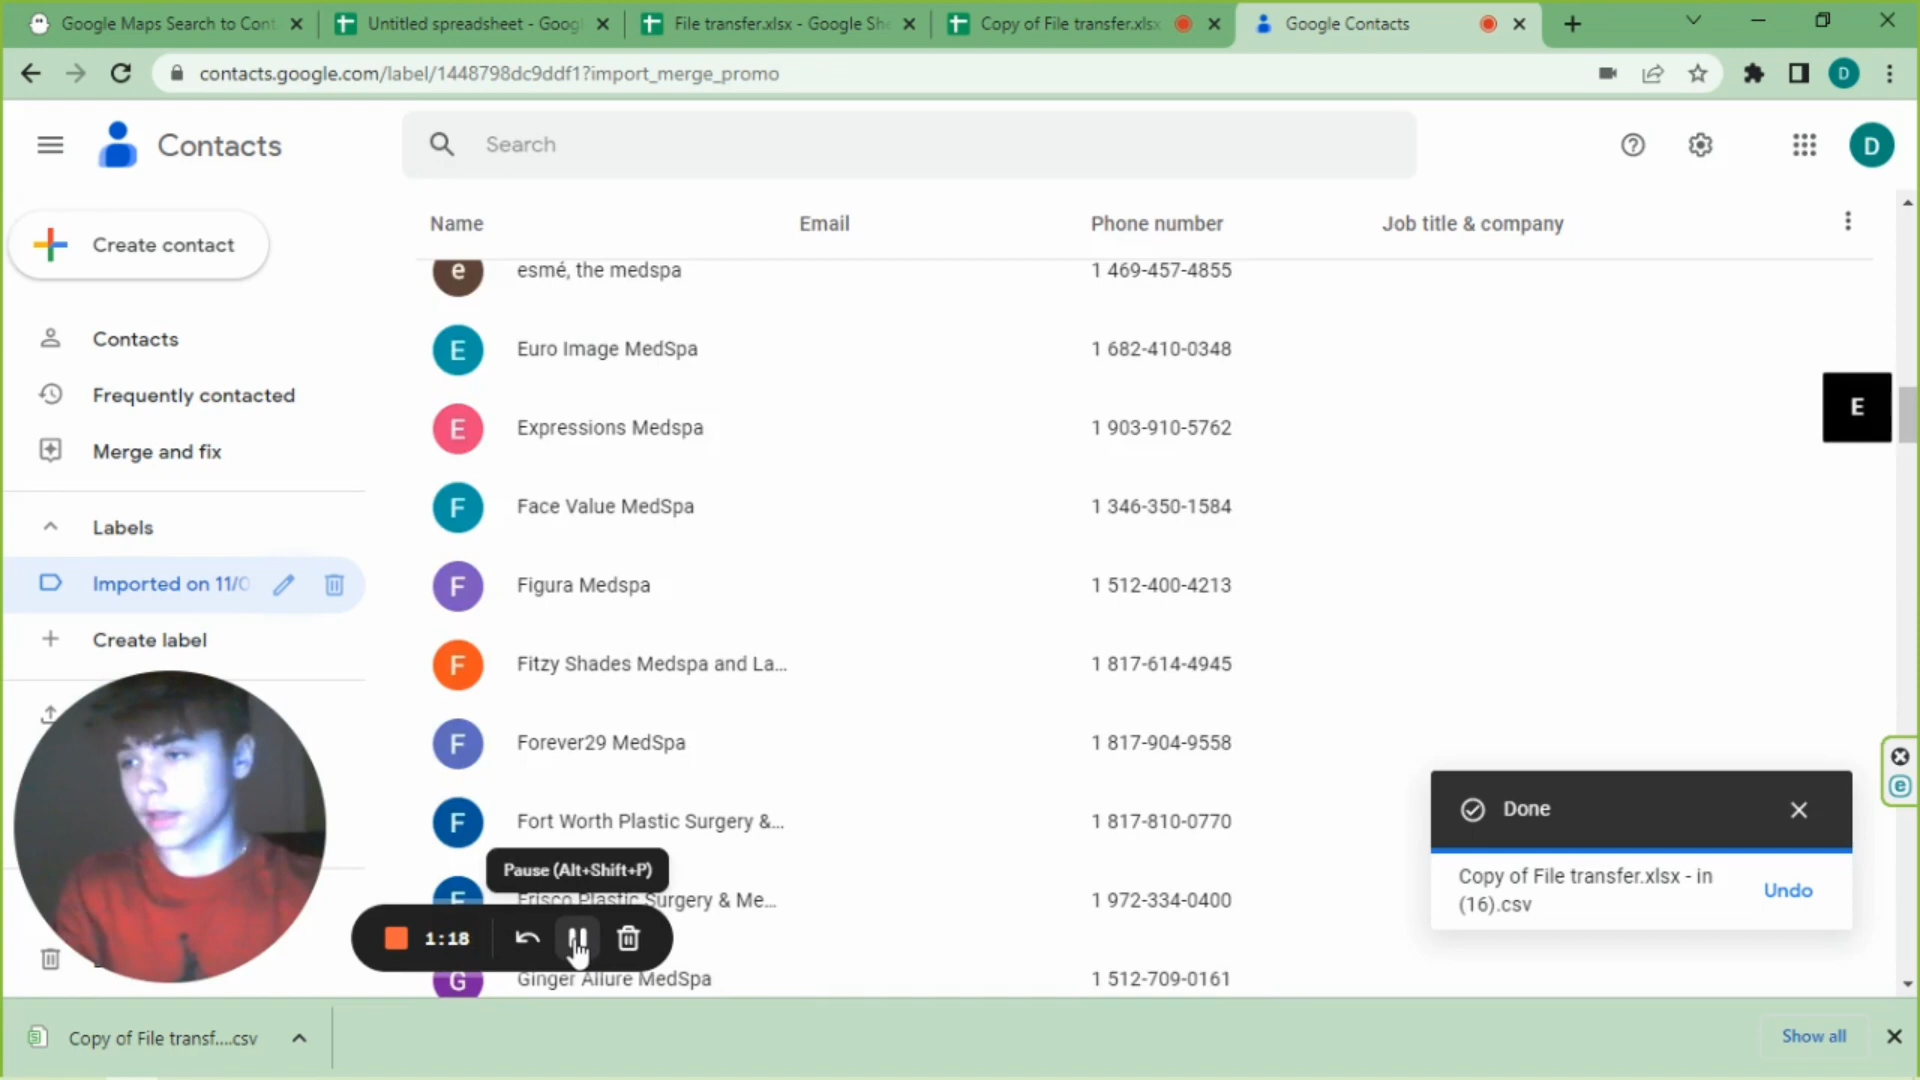 Google Maps Search to Cont
Untitled spreadsheet - Goog
File transfer.xlsx - Google She
Copy of File transfer.xlsx
Google Contacts
contacts.google.com/label/1448798dc9ddf1?import_merge_promo
D
Contacts
Search
D
Create contact
Name
Email
Phone number
Job title & company
e
esmé, the medspa
1 469-457-4855
Contacts
E
Euro Image MedSpa
1 682-410-0348
Frequently contacted
E
Expressions Medspa
1 903-910-5762
E
Merge and fix
F
Face Value MedSpa
1 346-350-1584
Labels
Imported on 11/0
F
Figura Medspa
1 512-400-4213
Create label
F
Fitzy Shades Medspa and La...
1 817-614-4945
F
Forever29 MedSpa
1 817-904-9558
F
Fort Worth Plastic Surgery &...
1 817-810-0770
Done
Pause (Alt+Shift+P)
Copy of File transfer.xlsx - in
(16).csv
Undo
F
Frisco Plastic Surgery & Me...
1 972-334-0400
1:18
G
Ginger Allure MedSpa
1 512-709-0161
Copy of File transf....csv
Show all